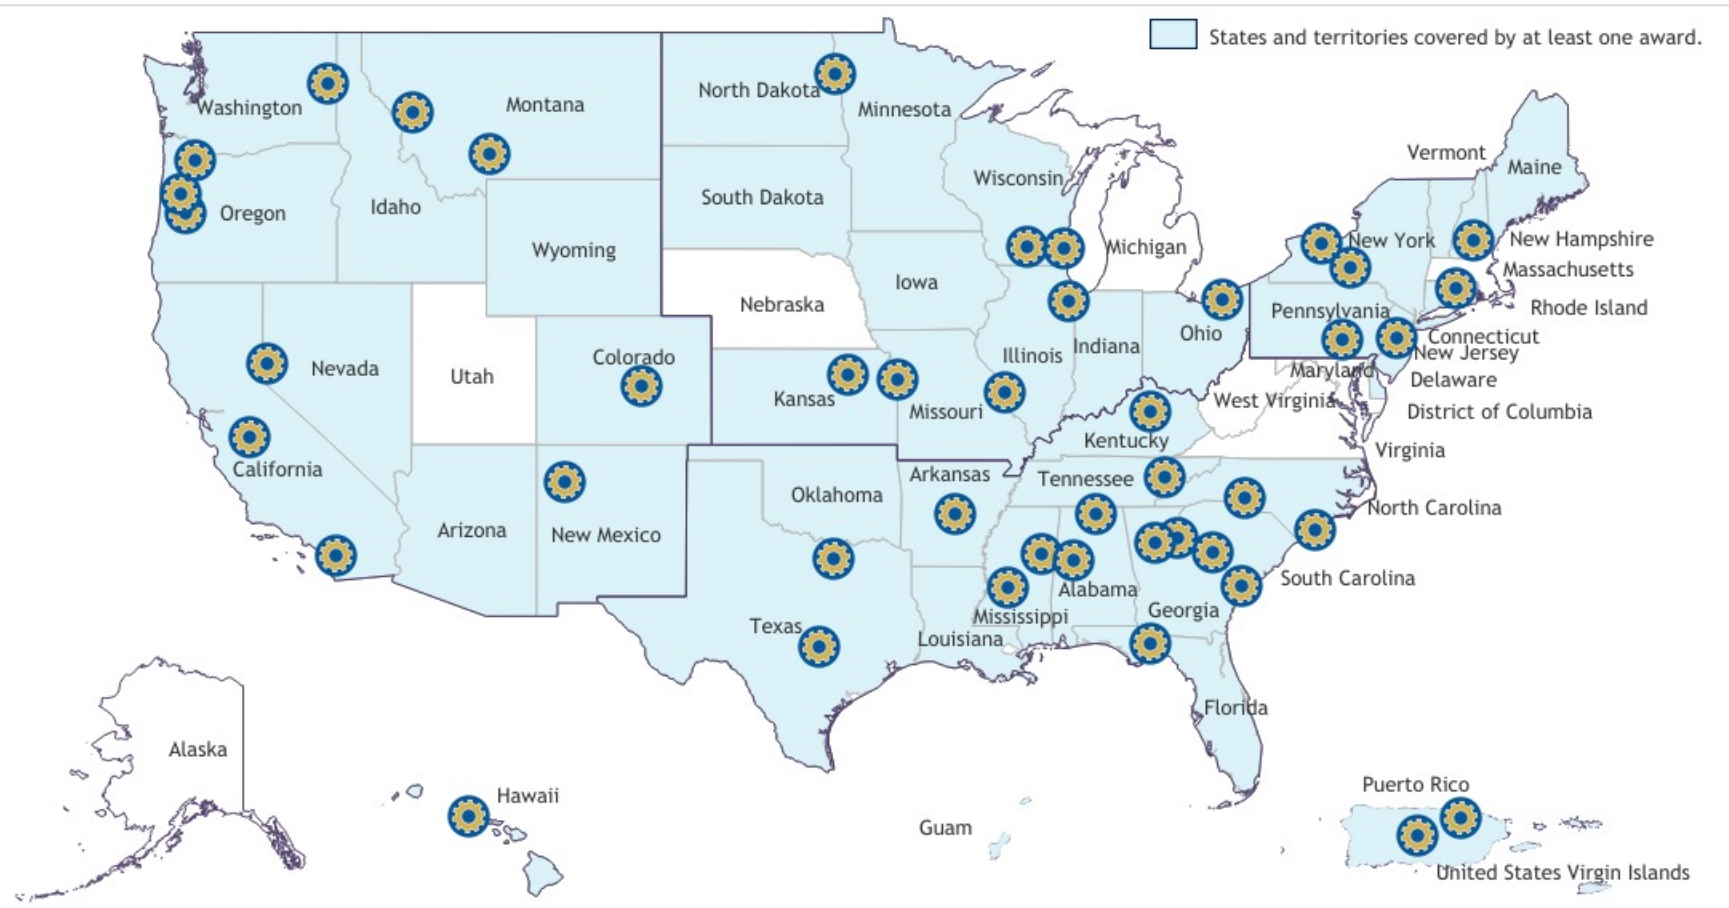 States and territories covered by at least one award.
Washington
Montana
North Dakota
Minnesota
Vermont
Maine
Oregon
Idaho
South Dakota
Wisconsin
Wyoming
Michigan
New York
New Hampshire
Massachusetts
Iowa
Nebraska
Pennsylvania
Rhode Island
Ohio
Connecticut
New Jersey
Nevada
Utah
Colorado
Kansas
Missouri
Illinois
Indiana
Maryland
Delaware
West Virginia
District of Columbia
Kentucky
Virginia
California
Arizona
New Mexico
Oklahoma
Arkansas
Tennessee
North Carolina
South Carolina
Alabama
Mississippi
Georgia
Texas
Louisiana
Florida
Alaska
Hawaii
Guam
Puerto Rico
United States Virgin Islands